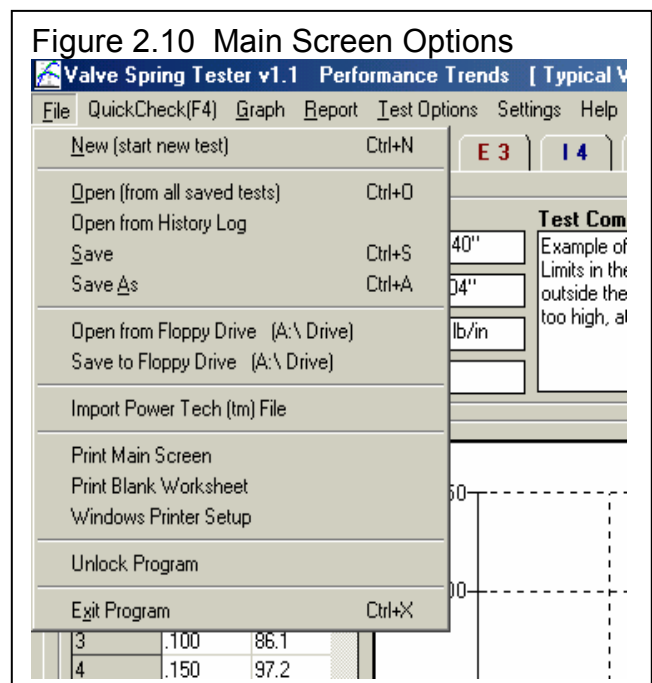 Figure 2.10 Main Screen Options
Valve Spring Tester v1.1 Performance Trends [ Typical V
File QuickCheck(F4) Graph Report Test Options Settings Help
New (start new test) Ctrl+N
E 3 I 4
Open (from all saved tests) Ctrl+O
Open from History Log
Test Com
Save Ctrl+S
40" Example of
Save As Ctrl+A
Limits in the
04" outside the
Open from Floppy Drive (A:\ Drive)
lb/in too high, al
Save to Floppy Drive (A:\ Drive)
Import Power Tech (tm) File
Print Main Screen
Print Blank Worksheet
50
Windows Printer Setup
Unlock Program
00
Exit Program Ctrl+X
3 .100 86.1
4 .150 97.2